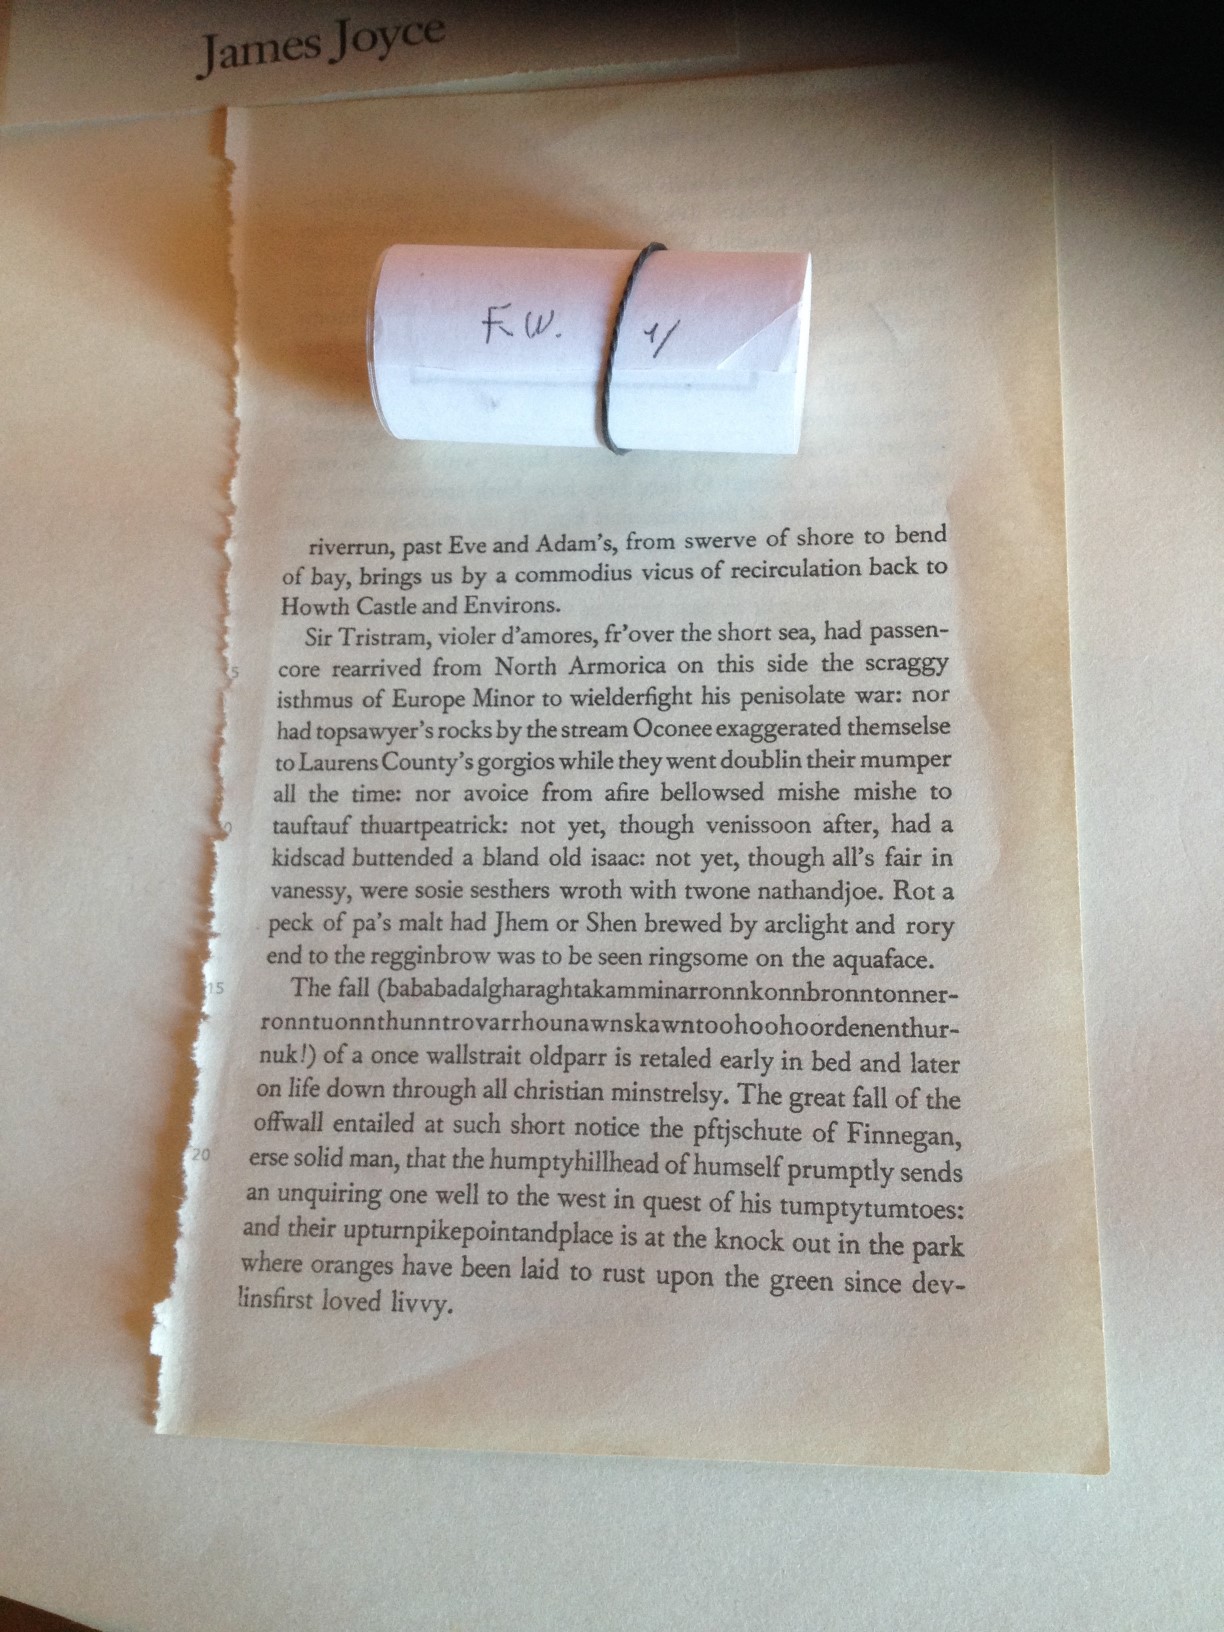 James Joyce
F.W. 1/
riverrun, past Eve and Adam's, from swerve of shore to bend
of bay, brings us by a commodius vicus of recirculation back to
Howth Castle and Environs.
Sir Tristram, violer d'amores, fr'over the short sea, had passen-
5 core rearrived from North Armorica on this side the scraggy
isthmus of Europe Minor to wielderfight his penisolate war: nor
had topsawyer's rocks by the stream Oconee exaggerated themselse
to Laurens County's gorgios while they went doublin their mumper
all the time: nor avoice from afire bellowsed mishe mishe to
0 tauftauf thuartpeatrick: not yet, though venissoon after, had a
kidscad buttended a bland old isaac: not yet, though all's fair in
vanessy, were sosie sesthers wroth with twone nathandjoe. Rot a
peck of pa's malt had Jhem or Shen brewed by arclight and rory
end to the regginbrow was to be seen ringsome on the aquaface.
15 The fall (bababadalgharaghtakamminarronnkonnbronntonner-
ronntuonnthunntrovarrhounawnskawntoohoohoordenenthur-
nuk!) of a once wallstrait oldparr is retaled early in bed and later
on life down through all christian minstrelsy. The great fall of the
offwall entailed at such short notice the pftjschute of Finnegan,
20 erse solid man, that the humptyhillhead of humself prumptly sends
an unquiring one well to the west in quest of his tumptytumtoes:
and their upturnpikepointandplace is at the knock out in the park
where oranges have been laid to rust upon the green since dev-
linsfirst loved livvy.